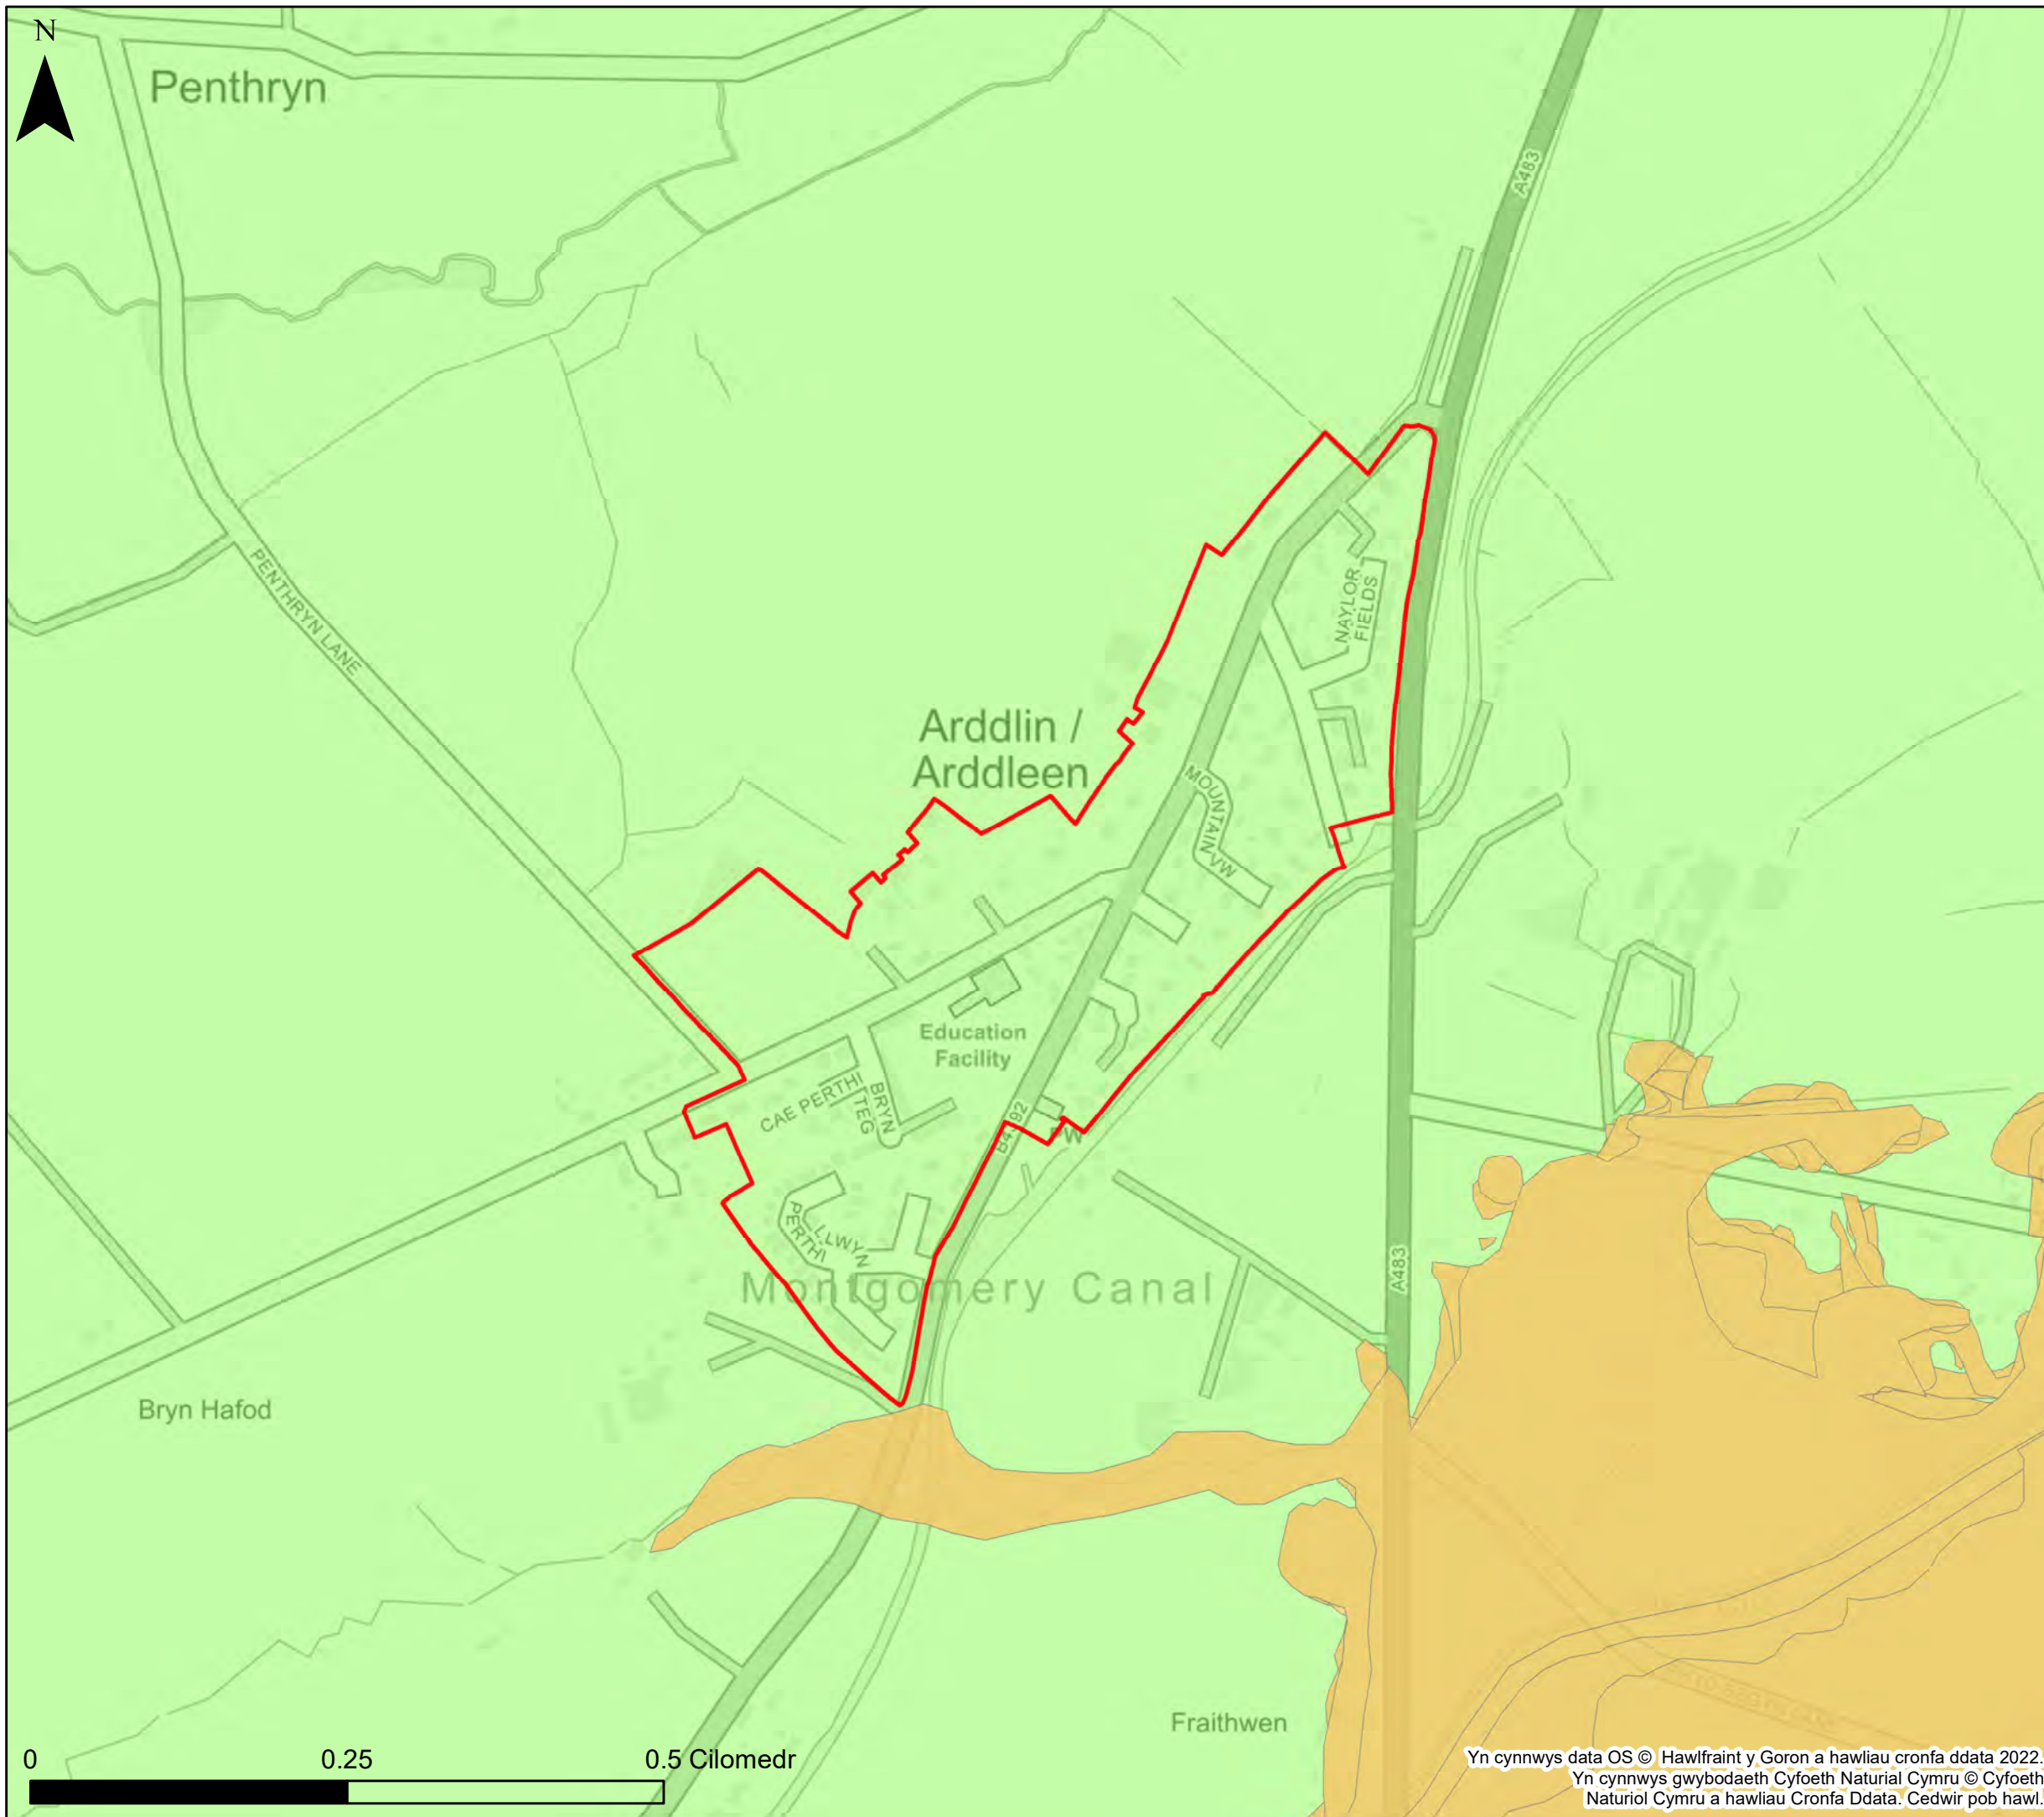 N
Penthryn
A483
PENTHRYN LANE
NAYLOR
FIELDS
Arddlin /
Arddleen
MOUNTAIN VW
Education
Facility
CAE PERTHI
BRYN
TEG
PW
LLWYN
PERTHI
Montgomery Canal
A483
Bryn Hafod
Fraithwen
0
0.25
0.5 Cilomedr
Yn cynnwys data OS © Hawlfraint y Goron a hawliau cronfa ddata 2022.
Yn cynnwys gwybodaeth Cyfoeth Naturial Cymru © Cyfoeth
Naturiol Cymru a hawliau Cronfa Ddata. Cedwir pob hawl.